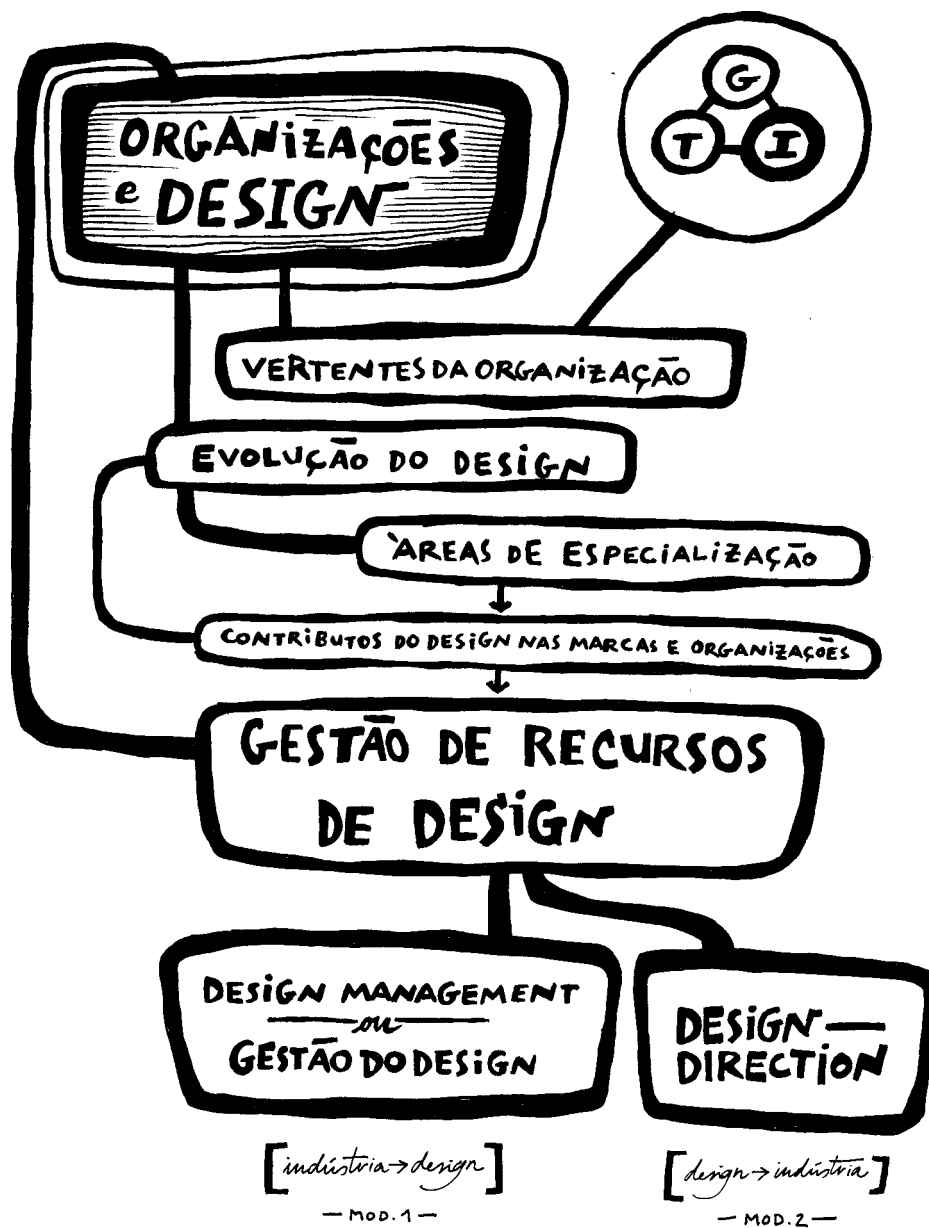 ORGANiZAÇÕES
e DESIGN
G
T I
VERTENTES DA ORGANiZAÇÃO
EVOLUÇÃO DO DESiGN
ÀREAS DE ESPECiALiZAÇÃO
CONTRiBUTOS DO DESiGN NAS MARCAS E ORGANiZAÇÕES
GESTÃO DE RECURSOS
DE DESiGN
DESiGN MANAGEMENT
ou
GESTÃO DO DESiGN
DESiGN—
DIRECTiON
[indústria→design]
— MOD. 1 —
[design→indústria]
— MOD. 2 —